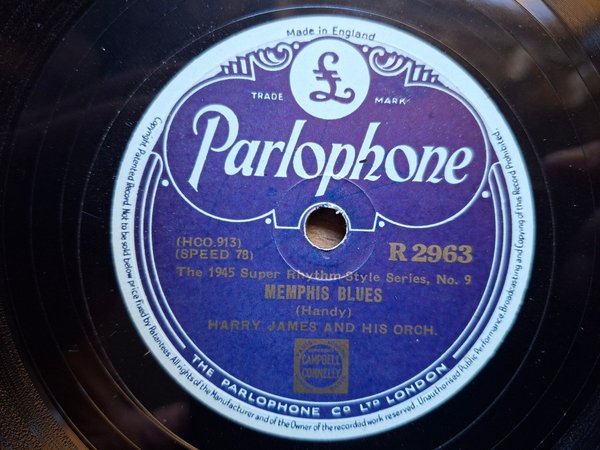 Made in England
£
TRADE MARK
Parlophone
(HCO.913)
(SPEED 78)
R 2963
The 1945 Super Rhythm-Style Series, No. 9
MEMPHIS BLUES
(Handy)
HARRY JAMES AND HIS ORCH.
CAMPBELL
CONNELLY
THE PARLOPHONE CO LTD LONDON
Copyright Patented Record Not to be sold below price fixed by Patentees. All rights of the Manufacturer and of the Owner of the recorded work reserved. Unauthorised Public Performance, Broadcasting and Copying of this Record Prohibited.